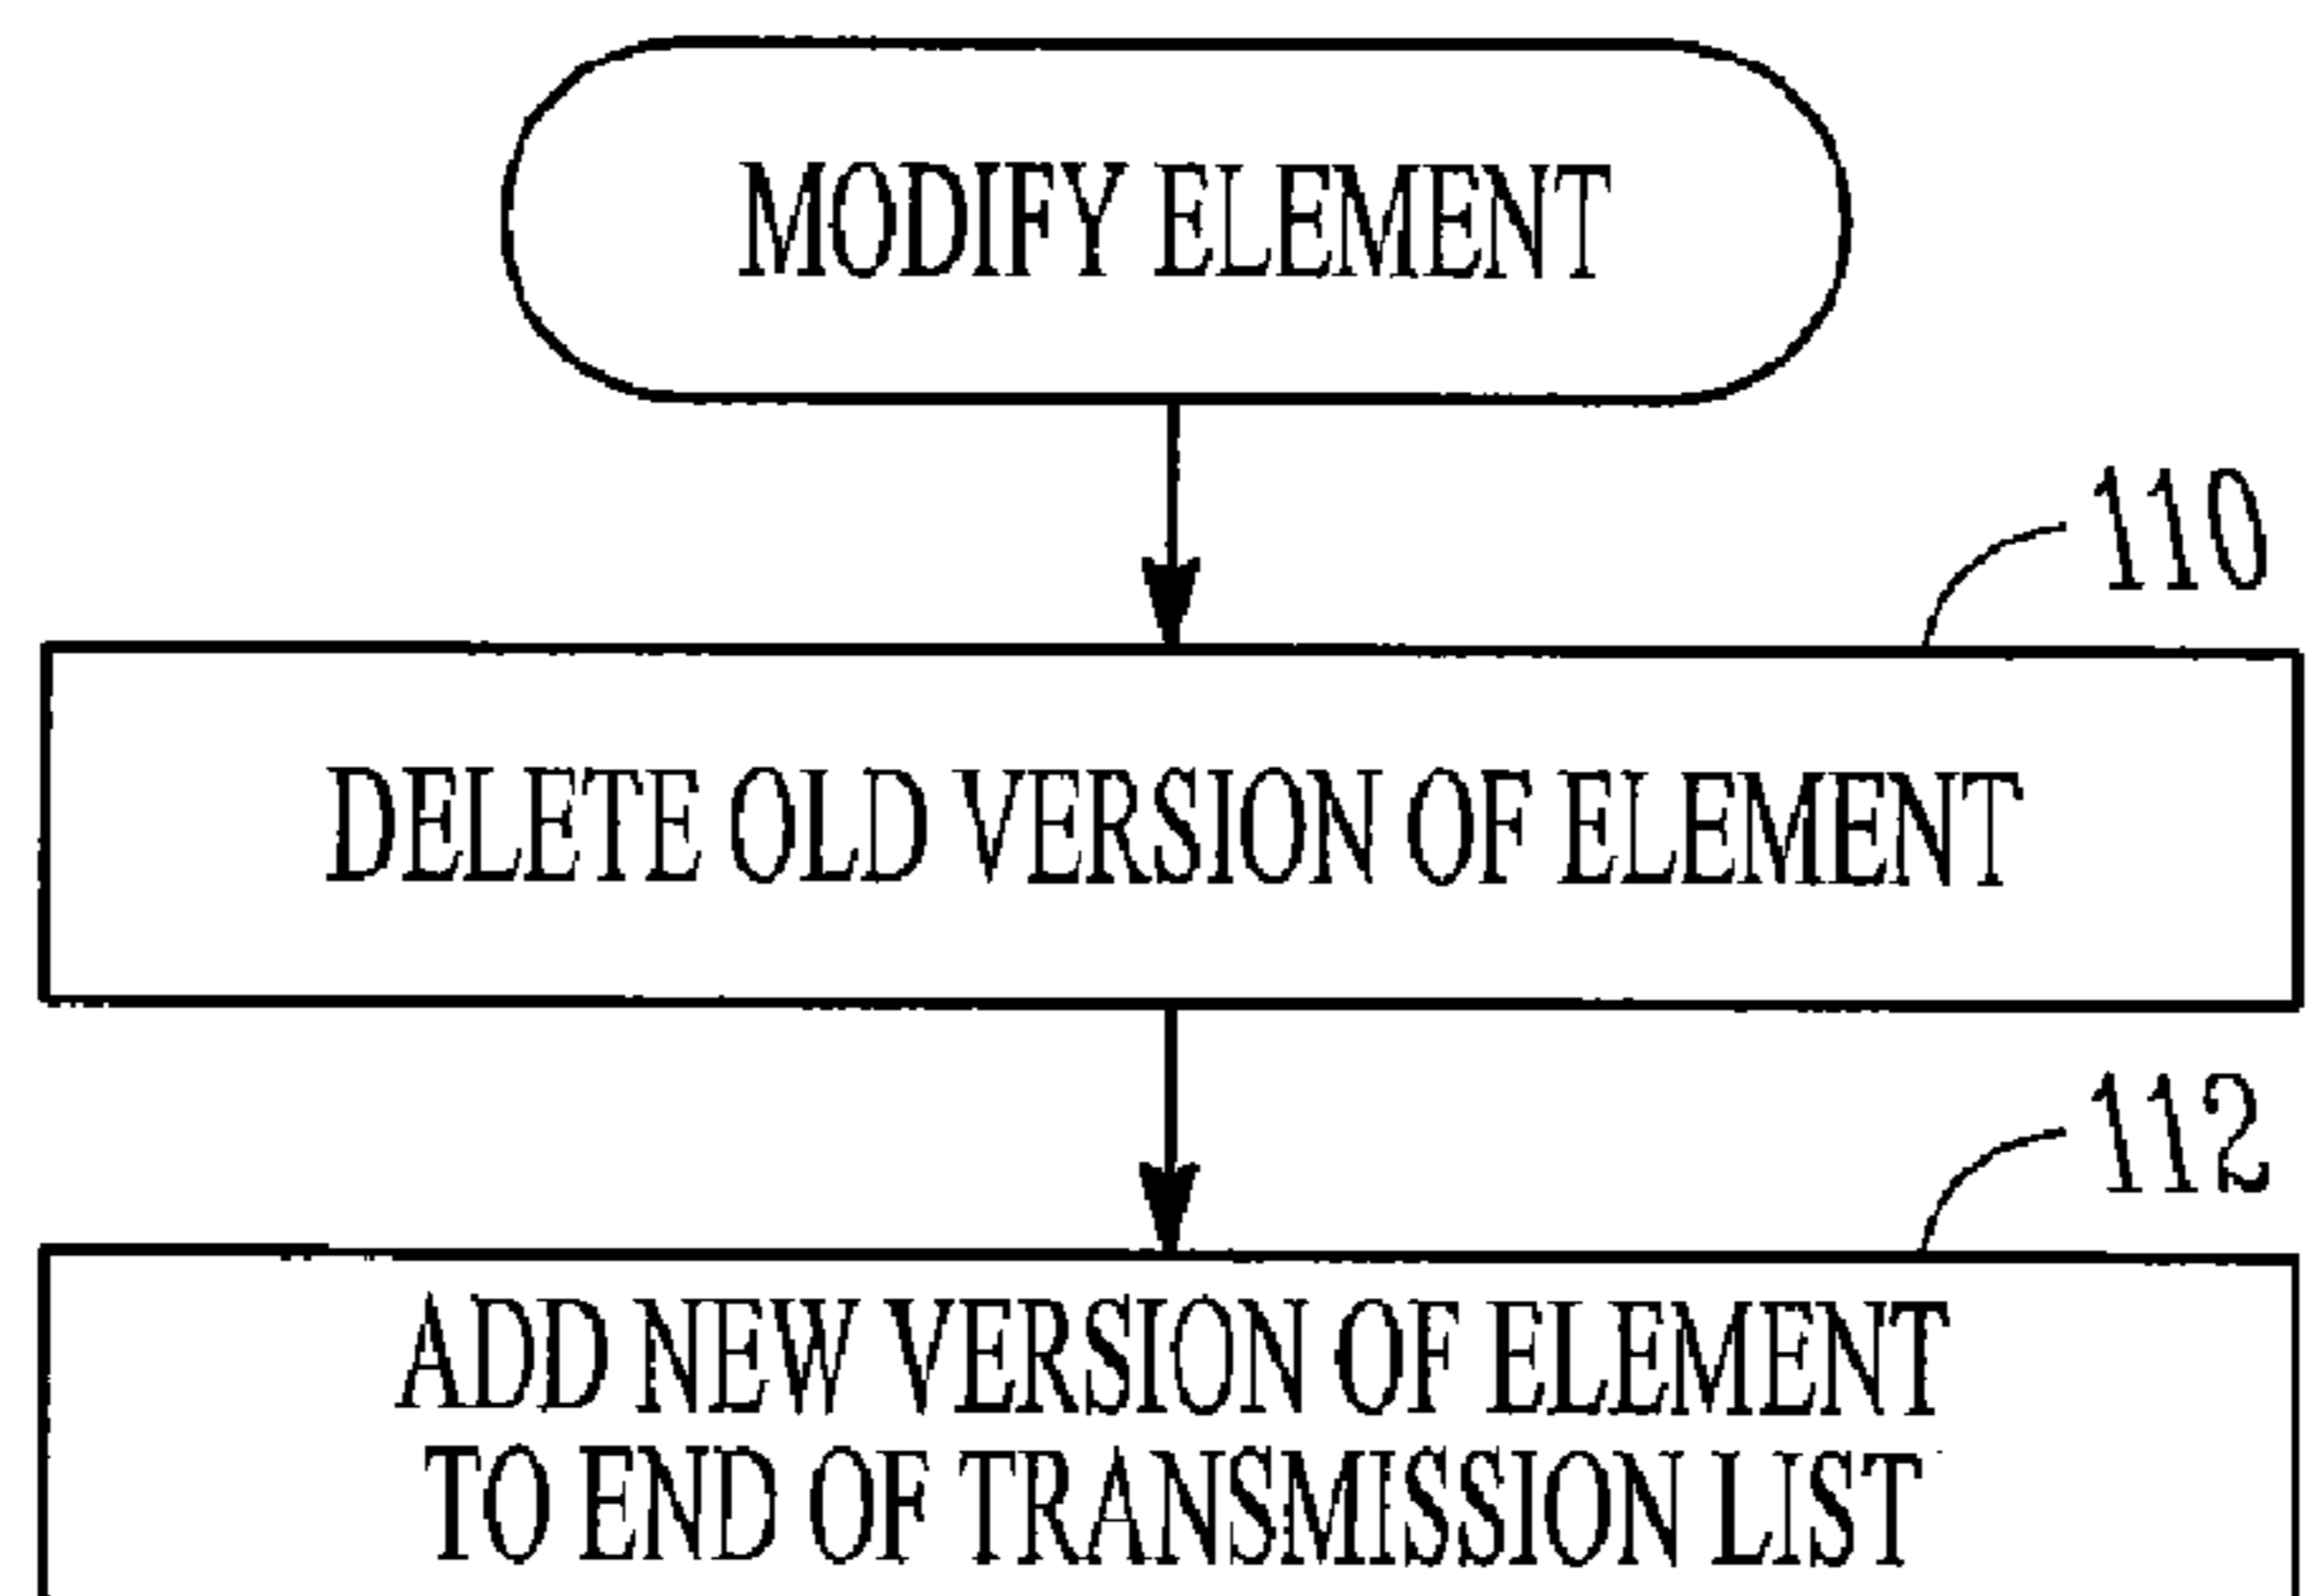 MODIFY ELEMENT
110
DELETE OLD VERSION OF ELEMENT
112
ADD NEW VERSION OF ELEMENT
TO END OF TRANSMISSION LIST